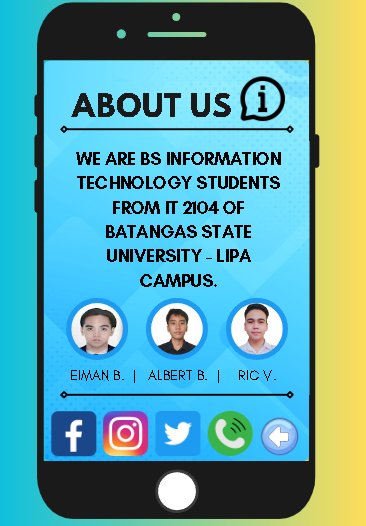 ABOUT US
WE ARE BS INFORMATION
TECHNOLOGY STUDENTS
FROM IT 2104 OF
BATANGAS STATE
UNIVERSITY - LIPA
CAMPUS.
EIMAN B. | ALBERT B. | RIC V.